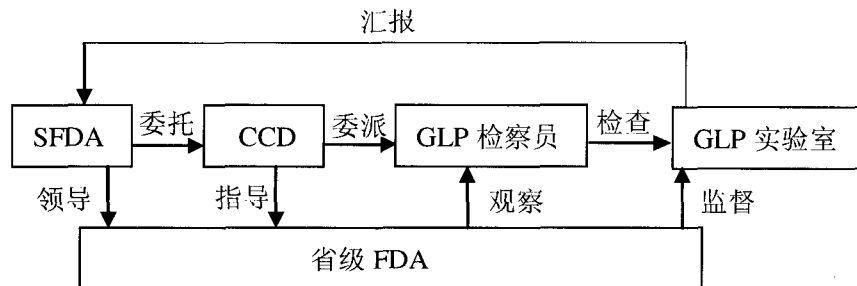 汇报
SFDA
委托
CCD
委派
GLP 检察员
检查
GLP 实验室
领导
指导
观察
监督
省级 FDA